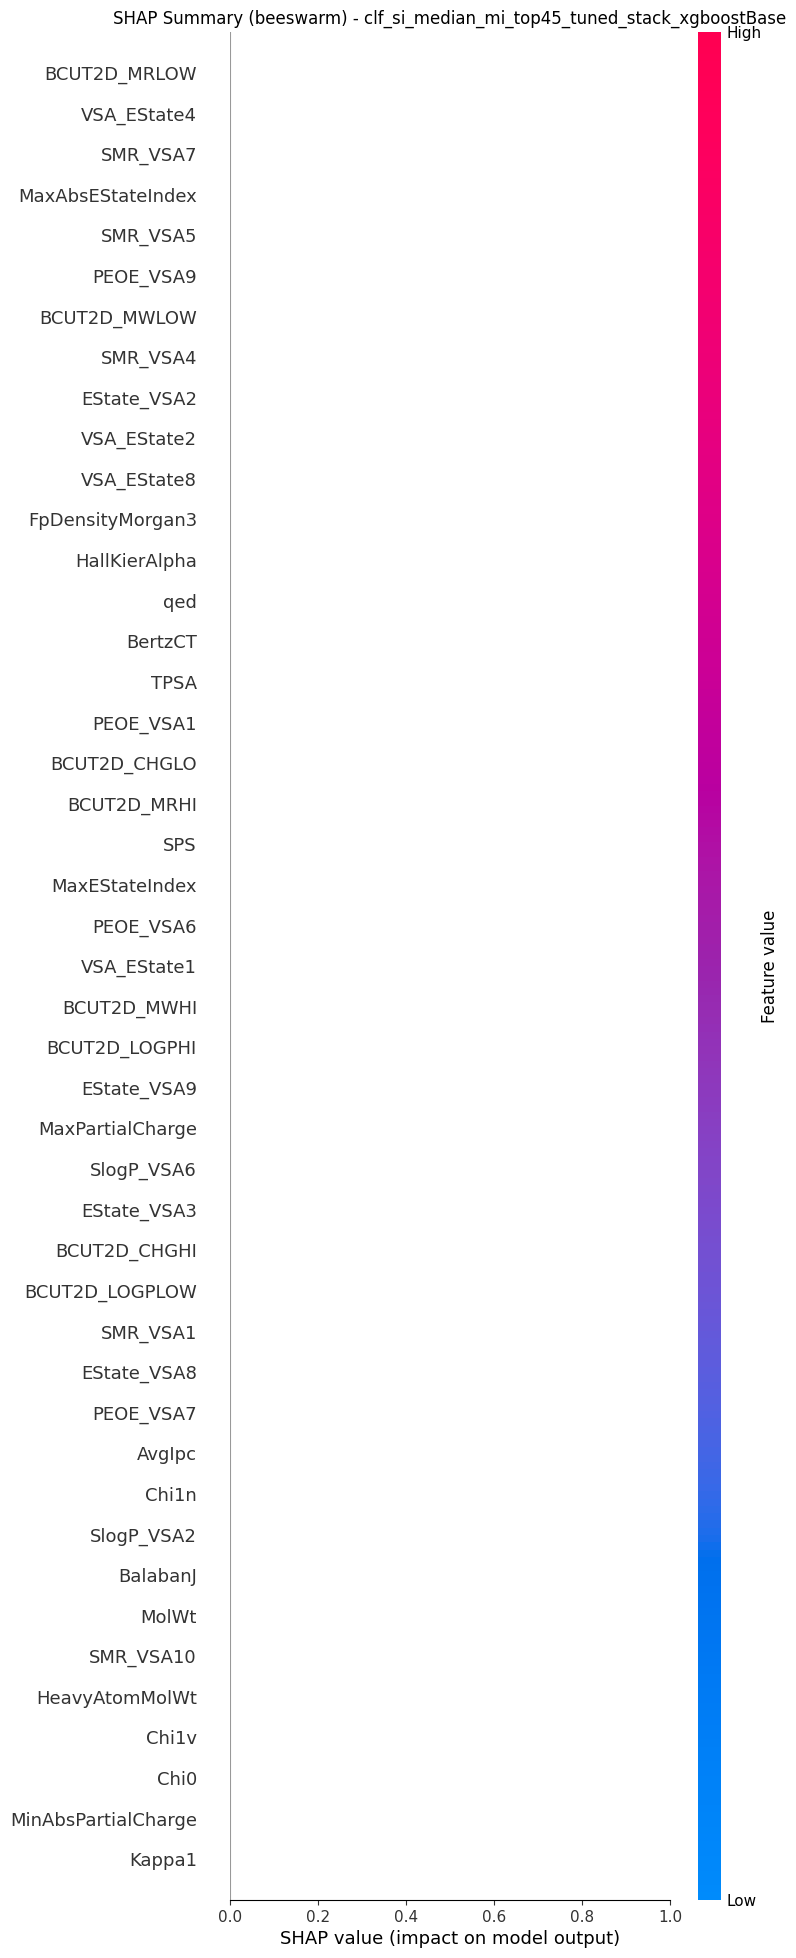 SHAP Summary (beeswarm) - clf_si_median_mi_top45_tuned_stack_xgboostBase
High
BCUT2D_MRLOW
VSA_EState4
SMR_VSA7
MaxAbsEStateIndex
SMR_VSA5
PEOE_VSA9
BCUT2D_MWLOW
SMR_VSA4
EState_VSA2
VSA_EState2
VSA_EState8
FpDensityMorgan3
HallKierAlpha
qed
BertzCT
TPSA
PEOE_VSA1
BCUT2D_CHGLO
BCUT2D_MRHI
SPS
MaxEStateIndex
PEOE_VSA6
VSA_EState1
BCUT2D_MWHI
BCUT2D_LOGPHI
EState_VSA9
MaxPartialCharge
SlogP_VSA6
EState_VSA3
BCUT2D_CHGHI
BCUT2D_LOGPLOW
SMR_VSA1
EState_VSA8
PEOE_VSA7
AvgIpc
Chi1n
SlogP_VSA2
BalabanJ
MolWt
SMR_VSA10
HeavyAtomMolWt
Chi1v
Chi0
MinAbsPartialCharge
Kappa1
Feature value
Low
0.0 0.2 0.4 0.6 0.8 1.0
SHAP value (impact on model output)